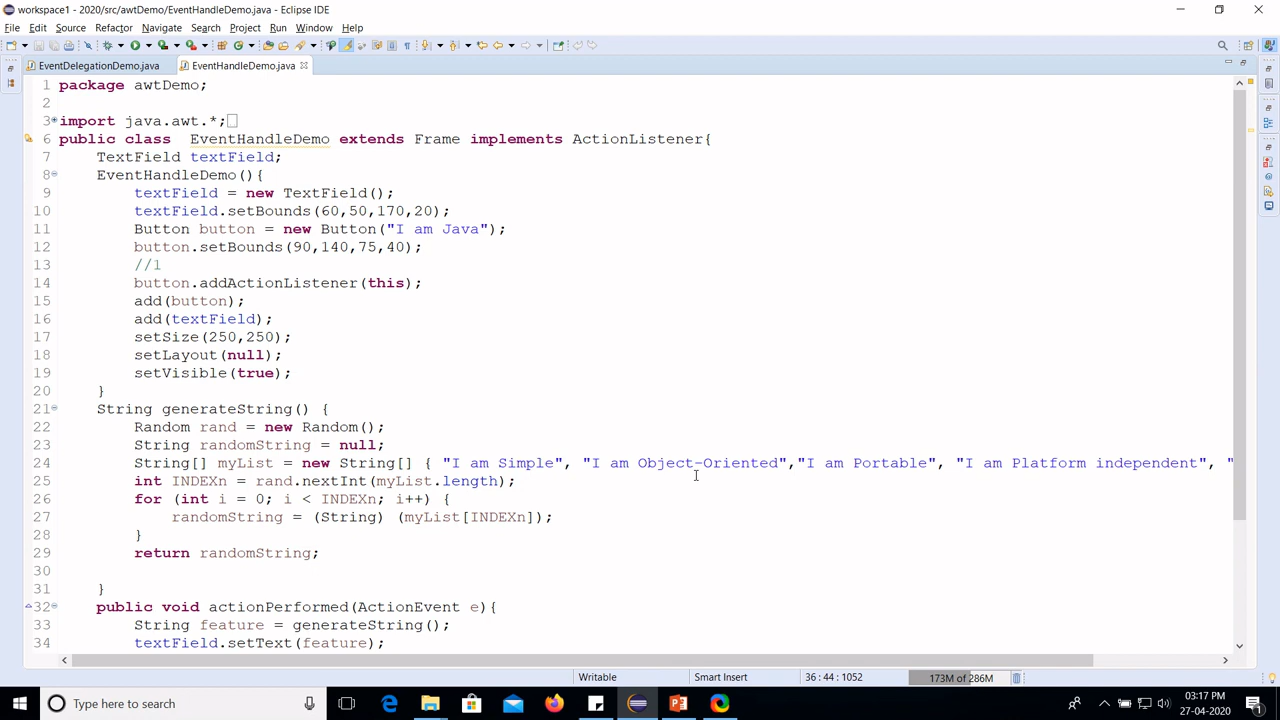 workspace1 - 2020/src/awtDemo/EventHandleDemo.java - Eclipse IDE
File Edit Source Refactor Navigate Search Project Run Window Help
EventDelegationDemo.java EventHandleDemo.java
1 package awtDemo;
2
3 import java.awt.*;
6 public class  EventHandleDemo extends Frame implements ActionListener{
7     TextField textField;
8     EventHandleDemo(){
9         textField = new TextField();
10         textField.setBounds(60,50,170,20);
11         Button button = new Button("I am Java");
12         button.setBounds(90,140,75,40);
13         //1
14         button.addActionListener(this);
15         add(button);
16         add(textField);
17         setSize(250,250);
18         setLayout(null);
19         setVisible(true);
20     }
21     String generateString() {
22         Random rand = new Random();
23         String randomString = null;
24         String[] myList = new String[] { "I am Simple", "I am Object-Oriented","I am Portable", "I am Platform independent", "
25         int INDEXn = rand.nextInt(myList.length);
26         for (int i = 0; i < INDEXn; i++) {
27             randomString = (String) (myList[INDEXn]);
28         }
29         return randomString;
30
31     }
32     public void actionPerformed(ActionEvent e){
33         String feature = generateString();
34         textField.setText(feature);
Writable Smart Insert 36 : 44 : 1052 173M of 286M
Type here to search
03:17 PM
27-04-2020